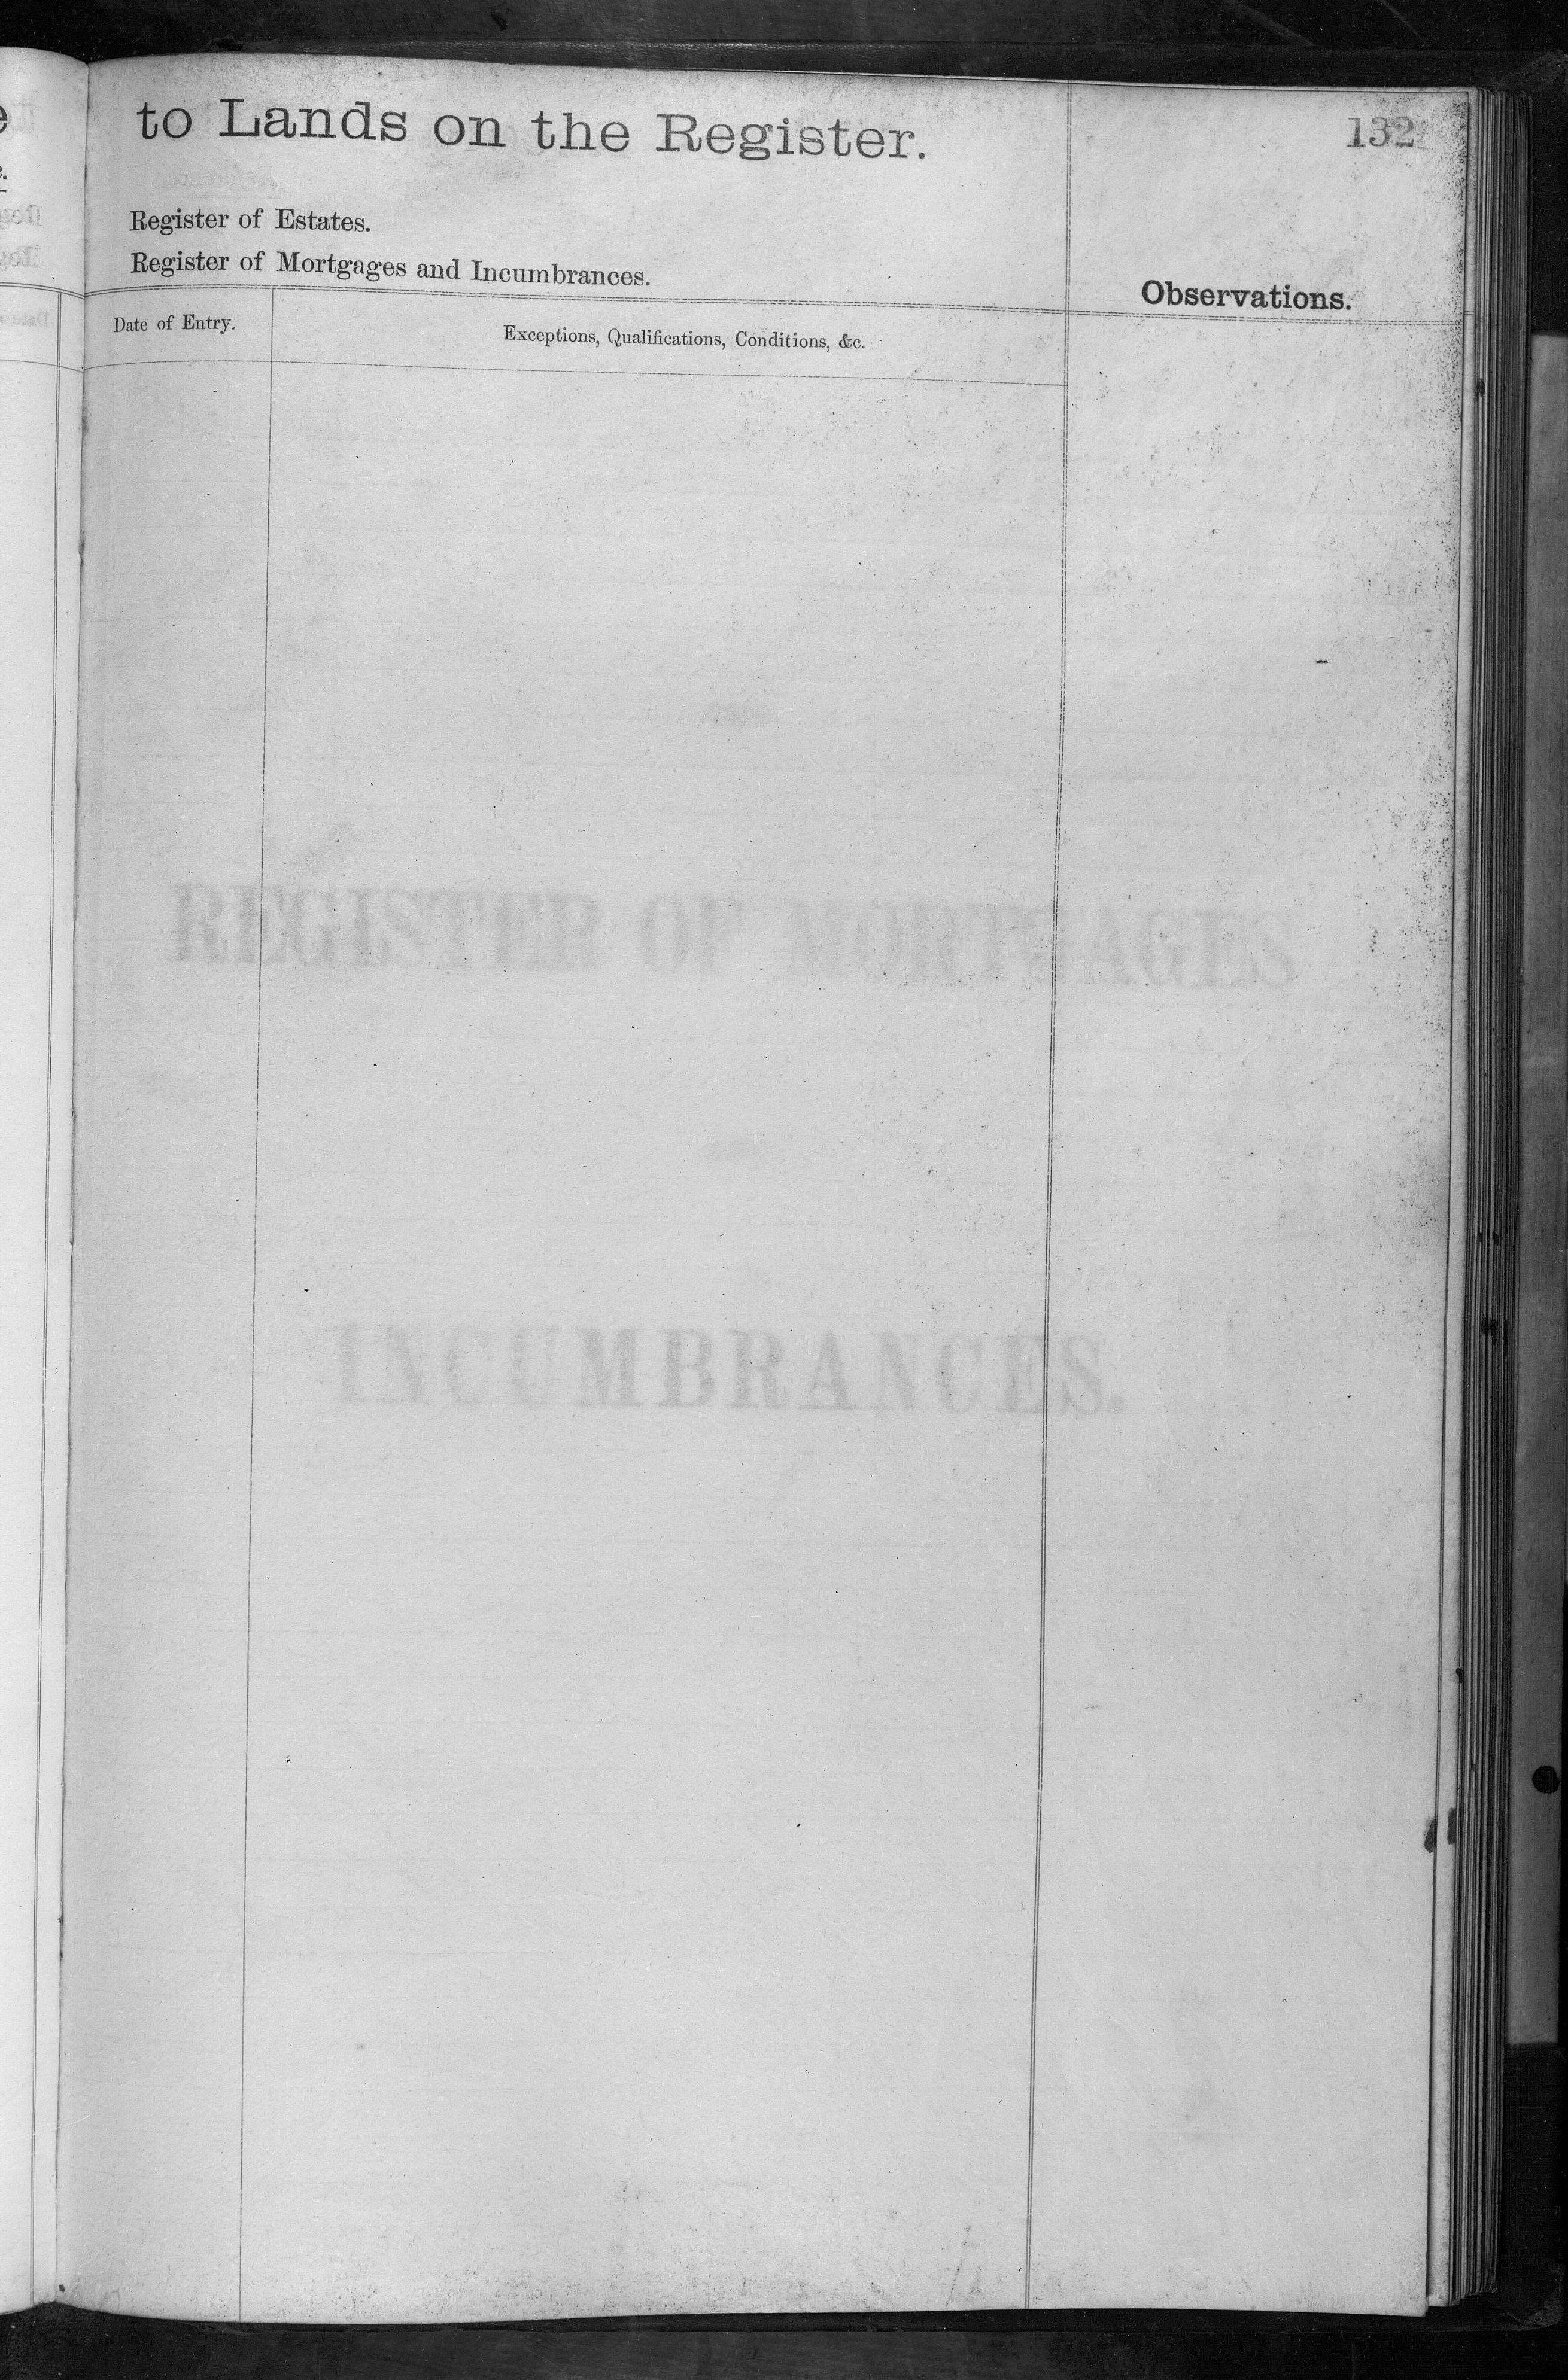 to Lands on the Register.
132
Register of Estates.
Register of Mortgages and Incumbrances.
Observations.
Date of Entry.
Exceptions, Qualifications, Conditions, &c.
REGISTER OF MORTGAGES
INCUMBRANCES.